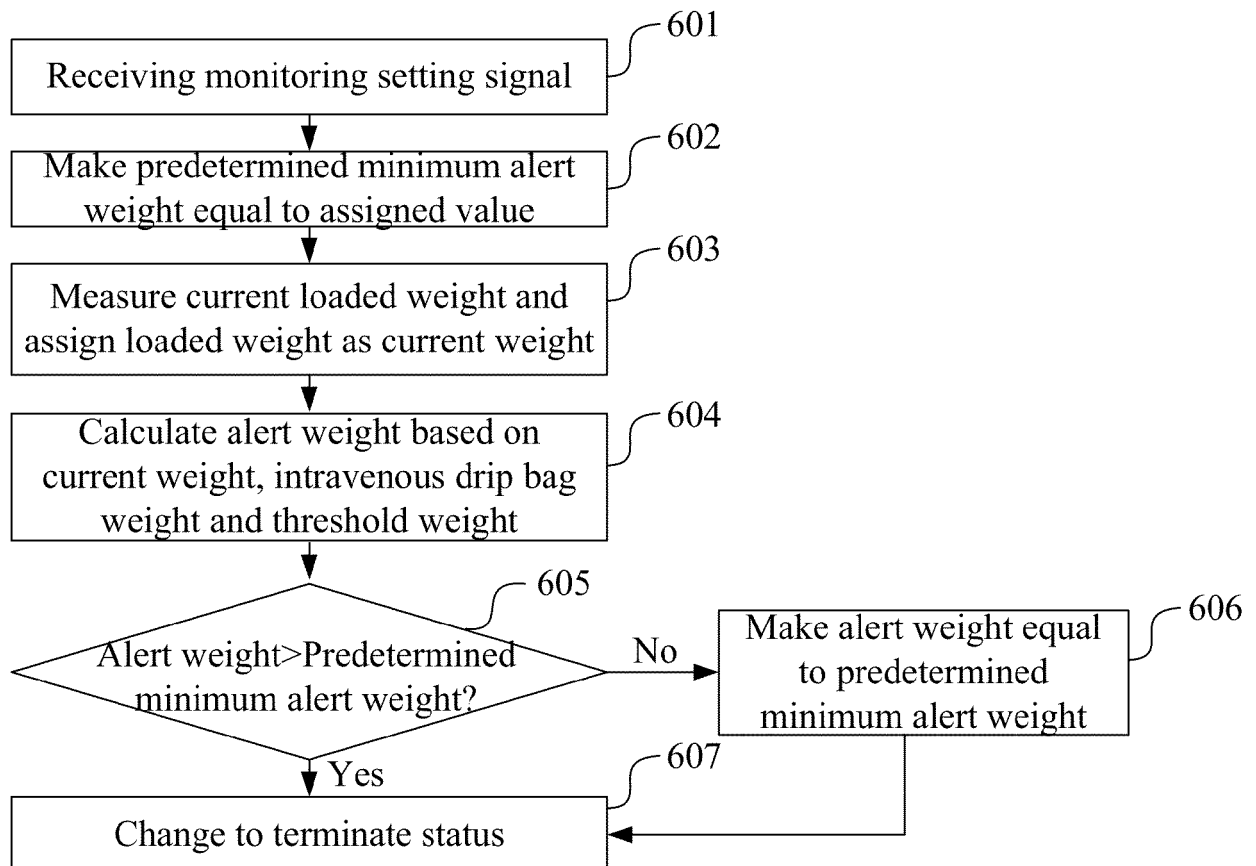 601
Receiving monitoring setting signal
602
Make predetermined minimum alert
weight equal to assigned value
603
Measure current loaded weight and
assign loaded weight as current weight
604
Calculate alert weight based on
current weight, intravenous drip bag
weight and threshold weight
605
Alert weight>Predetermined
minimum alert weight?
No
606
Make alert weight equal
to predetermined
minimum alert weight
Yes
607
Change to terminate status